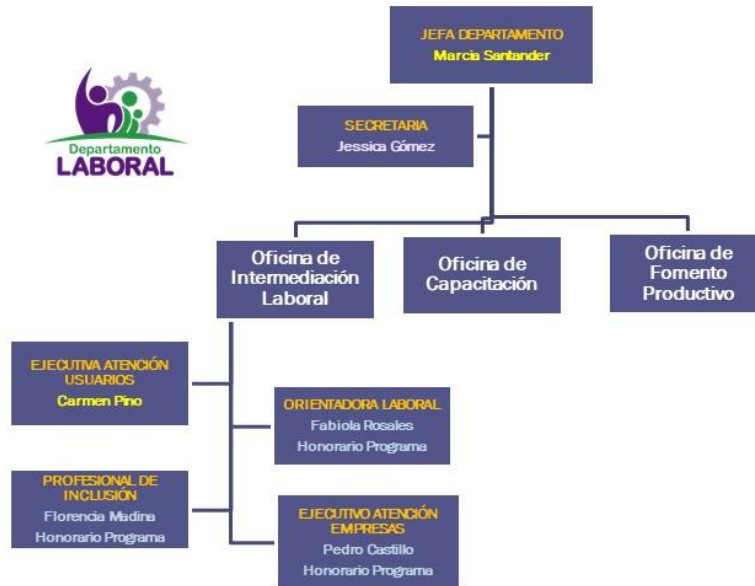 JEFA DEPARTAMENTO
Marcia Santander
Departamento
LABORAL
SECRETARIA
Jessica Gómez
Oficina de
Intermediación
Laboral
Oficina de
Capacitación
Oficina de
Fomento
Productivo
EJECUTIVA ATENCIÓN
USUARIOS
Carmen Pino
ORIENTADORA LABORAL
Fabiola Rosales
Honorario Programa
PROFESIONAL DE
INCLUSIÓN
Florencia Madina
Honorario Programa
EJECUTIVO ATENCIÓN
EMPRESAS
Pedro Castillo
Honorario Programa